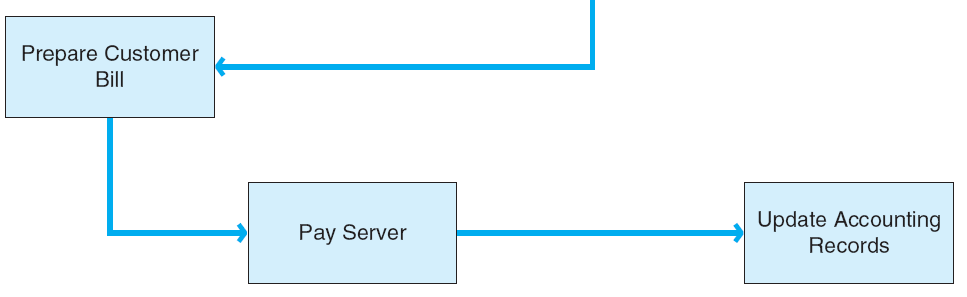 Prepare Customer
Bill
Pay Server
Update Accounting
Records